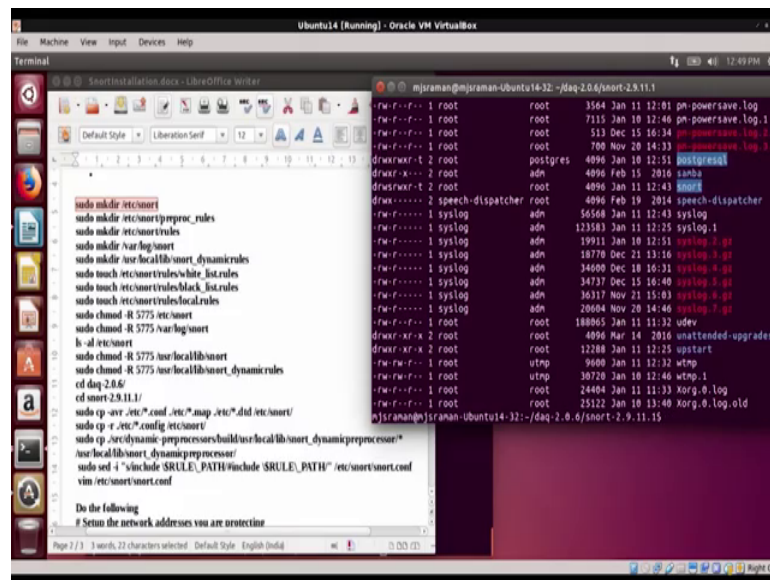 Ubuntu14 [Running] - Oracle VM VirtualBox
File Machine View Input Devices Help
Terminal 12:49 PM
SnortInstallation.docx - LibreOffice Writer
Default Style Liberation Serif 12
sudo mkdir /etc/snort
sudo mkdir /etc/snort/preproc_rules
sudo mkdir /etc/snort/rules
sudo mkdir /var/log/snort
sudo mkdir /usr/local/lib/snort_dynamicrules
sudo touch /etc/snort/rules/white_list.rules
sudo touch /etc/snort/rules/black_list.rules
sudo touch /etc/snort/rules/local.rules
sudo chmod -R 5775 /etc/snort
sudo chmod -R 5775 /var/log/snort
ls -al /etc/snort
sudo chmod -R 5775 /usr/local/lib/snort
sudo chmod -R 5775 /usr/local/lib/snort_dynamicrules
cd daq-2.0.6/
cd snort-2.9.11.1/
sudo cp -avr ./etc/*.conf ./etc/*.map ./etc/*.dtd /etc/snort/
sudo cp -r ./etc/*.config /etc/snort/
sudo cp ./src/dynamic-preprocessors/build/usr/local/lib/snort_dynamicpreprocessor/*
/usr/local/lib/snort_dynamicpreprocessor/
sudo sed -i "s/include \$RULE\_PATH/#include \$RULE\_PATH/" /etc/snort/snort.conf
vim /etc/snort/snort.conf
Do the following
# Setup the network addresses you are protecting
Page 2 / 3 3 words, 22 characters selected Default Style English (India)
mjsraman@mjsraman-Ubuntu14-32: ~/daq-2.0.6/snort-2.9.11.1
-rw-r--r-- 1 root root 3564 Jan 11 12:01 pm-powersave.log
-rw-r--r-- 1 root root 7115 Jan 10 12:46 pm-powersave.log.1
-rw-r--r-- 1 root root 513 Dec 15 16:34 pm-powersave.log.2
-rw-r--r-- 1 root root 700 Nov 20 14:33 pm-powersave.log.3
drwxrwxr-t 2 root postgres 4096 Jan 10 12:51 postgresql
drwxr-x--- 2 root adm 4096 Feb 15 2016 samba
drwsrwxr-t 2 root root 4096 Jan 11 12:43 snort
drwx------ 2 speech-dispatcher root 4096 Feb 19 2014 speech-dispatcher
-rw-r----- 1 syslog adm 56568 Jan 11 12:43 syslog
-rw-r----- 1 syslog adm 123583 Jan 11 12:25 syslog.1
-rw-r----- 1 syslog adm 19911 Jan 10 12:51 syslog.2.gz
-rw-r----- 1 syslog adm 18770 Dec 21 13:16 syslog.3.gz
-rw-r----- 1 syslog adm 34600 Dec 18 16:31 syslog.4.gz
-rw-r----- 1 syslog adm 34737 Dec 15 16:40 syslog.5.gz
-rw-r----- 1 syslog adm 36317 Nov 21 15:03 syslog.6.gz
-rw-r----- 1 syslog adm 20604 Nov 20 14:46 syslog.7.gz
-rw-r--r-- 1 root root 188065 Jan 11 11:32 udev
drwxr-xr-x 2 root root 4096 Mar 14 2016 unattended-upgrades
drwxr-xr-x 2 root root 12288 Jan 11 12:25 upstart
-rw-rw-r-- 1 root utmp 9600 Jan 11 12:32 wtmp
-rw-rw-r-- 1 root utmp 30720 Jan 10 12:46 wtmp.1
-rw-r--r-- 1 root root 24404 Jan 11 11:33 Xorg.0.log
-rw-r--r-- 1 root root 25122 Jan 10 13:40 Xorg.0.log.old
mjsraman@mjsraman-Ubuntu14-32:~/daq-2.0.6/snort-2.9.11.1$
Right